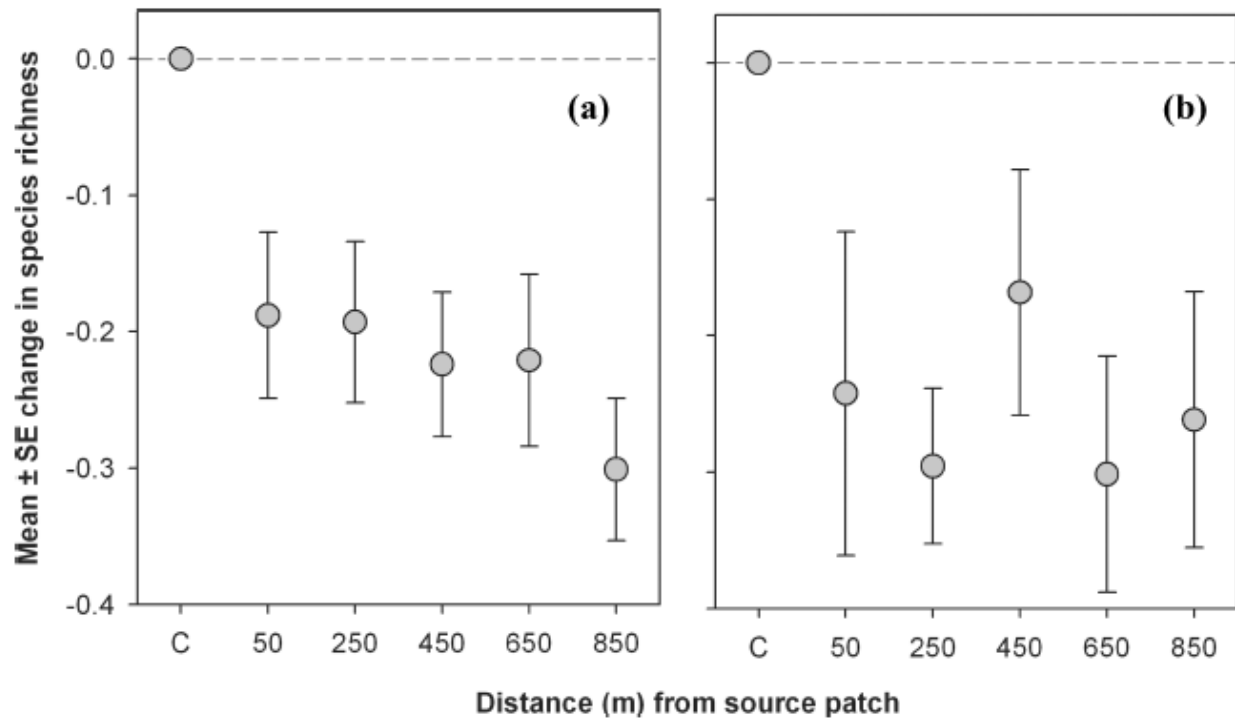 Mean ± SE change in species richness
0.0
-0.1
-0.2
-0.3
-0.4
(a)
(b)
C 50 250 450 650 850
C 50 250 450 650 850
Distance (m) from source patch